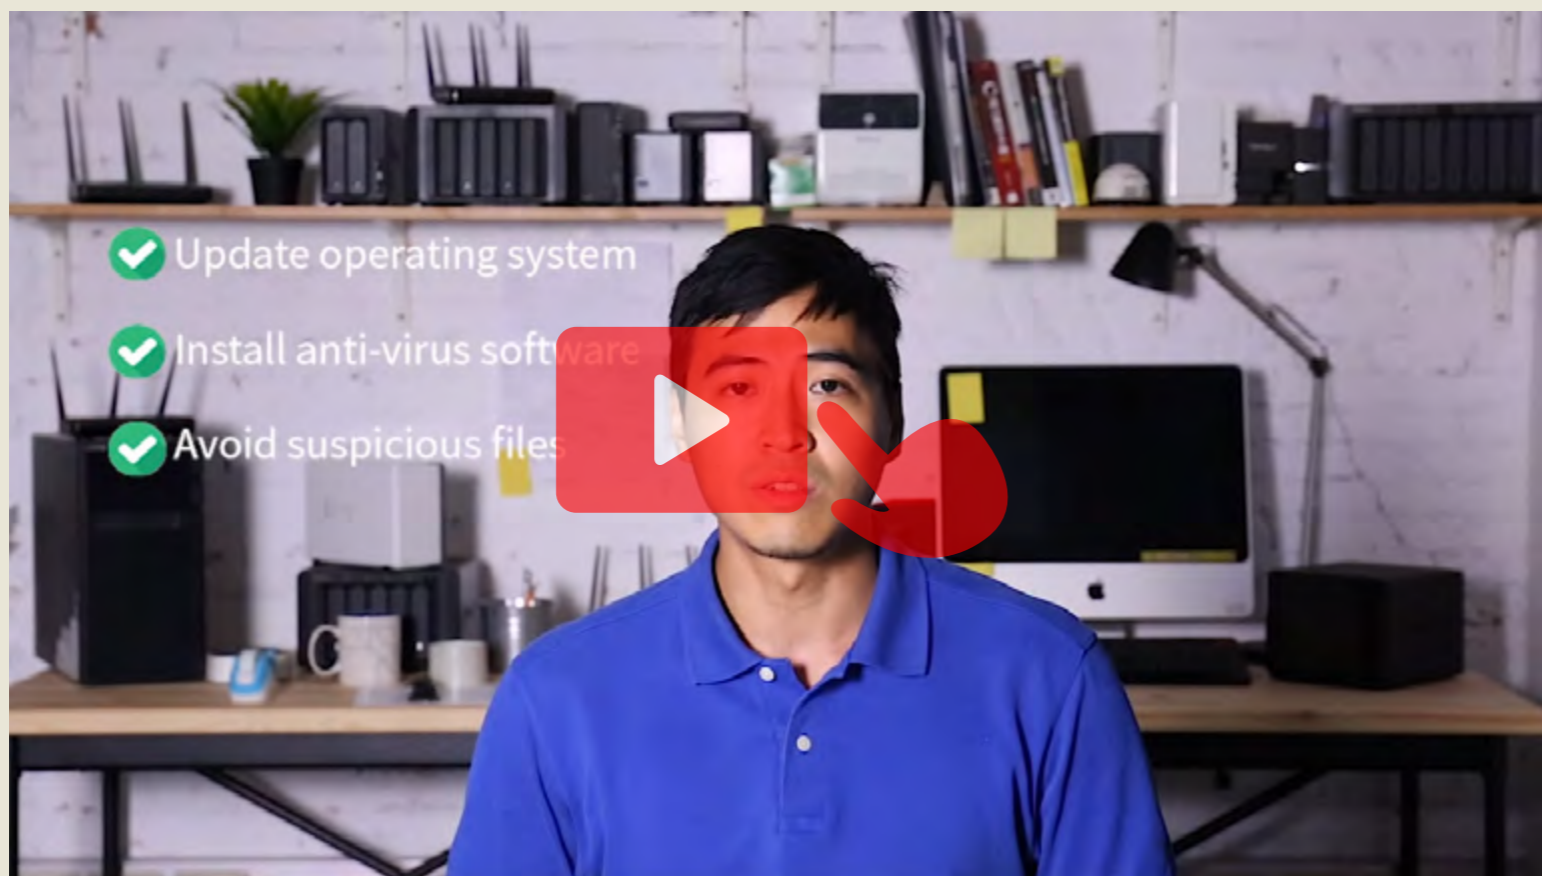 Update operating system
Install anti-virus software
Avoid suspicious files